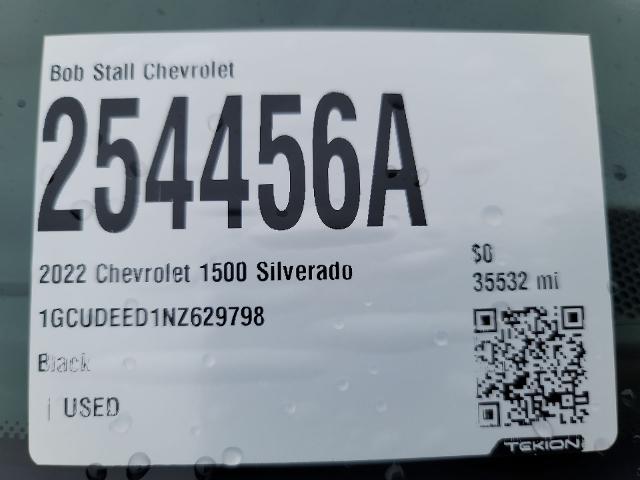 Bob Stall Chevrolet
254456A
2022 Chevrolet 1500 Silverado
$0
35532 mi
1GCUDEED1NZ629798
Black
| USED
TEKION